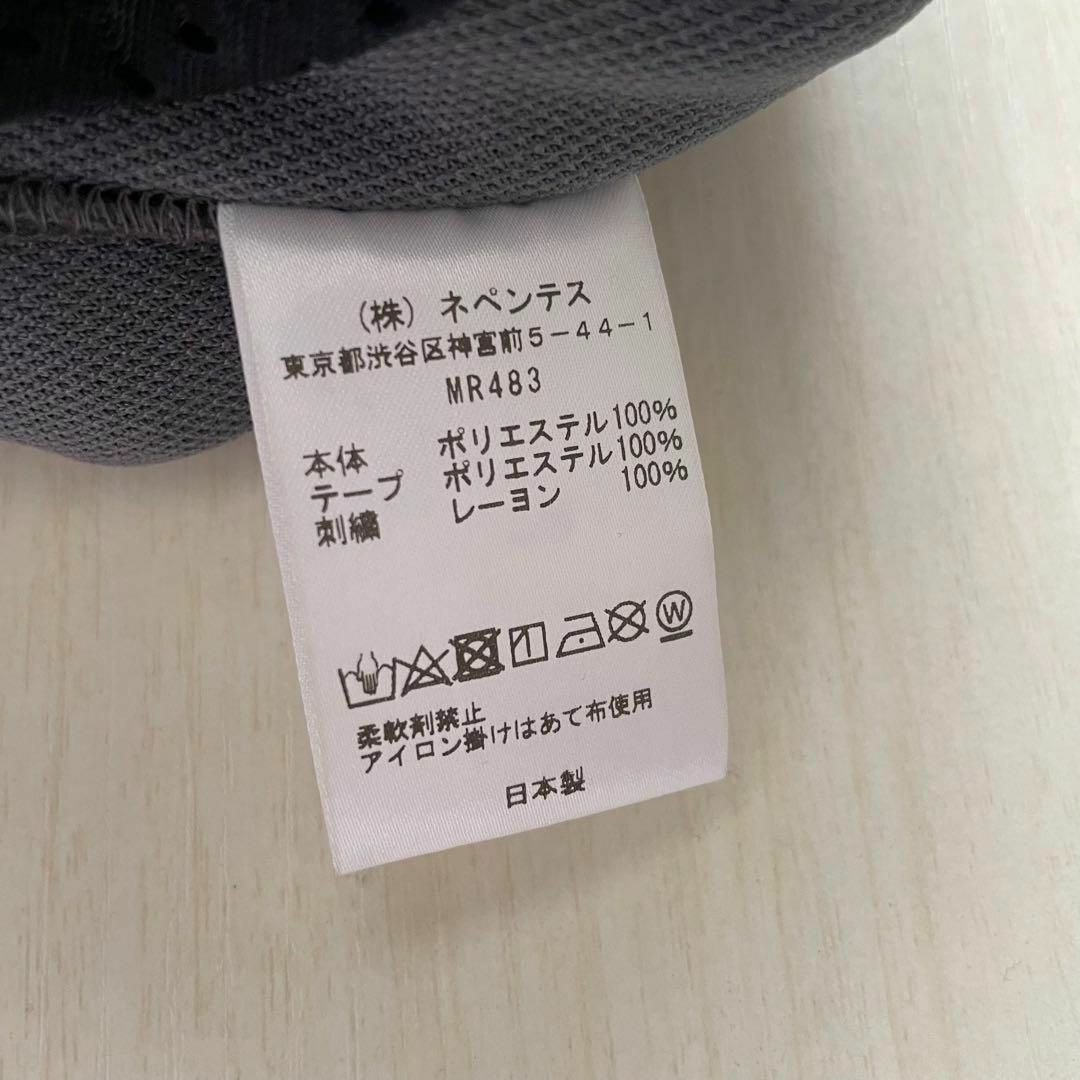 (株) ネペンテス
東京都渋谷区神宮前5-44-1
MR483
本体 ポリエステル100%
テープ ポリエステル100%
刺繍 レーヨン 100%
W
柔軟剤禁止
アイロン掛けはあて布使用
日本製